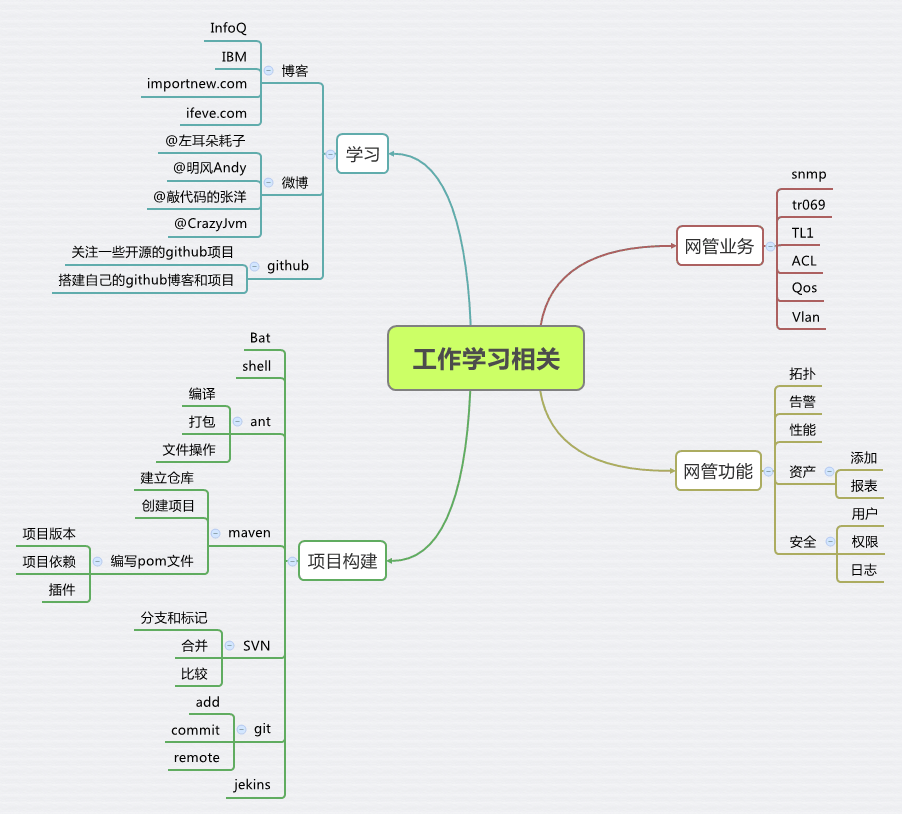 InfoQ
IBM
importnew.com
ifeve.com
博客
@左耳朵耗子
@明风Andy
@敲代码的张洋
@CrazyJvm
微博
关注一些开源的github项目
搭建自己的github博客和项目
github
学习
snmp
tr069
TL1
ACL
Qos
Vlan
网管业务
工作学习相关
拓扑
告警
性能
资产
添加
报表
安全
用户
权限
日志
网管功能
Bat
shell
编译
打包
文件操作
ant
建立仓库
创建项目
项目版本
项目依赖
插件
编写pom文件
maven
项目构建
分支和标记
合并
比较
SVN
add
commit
remote
git
jekins